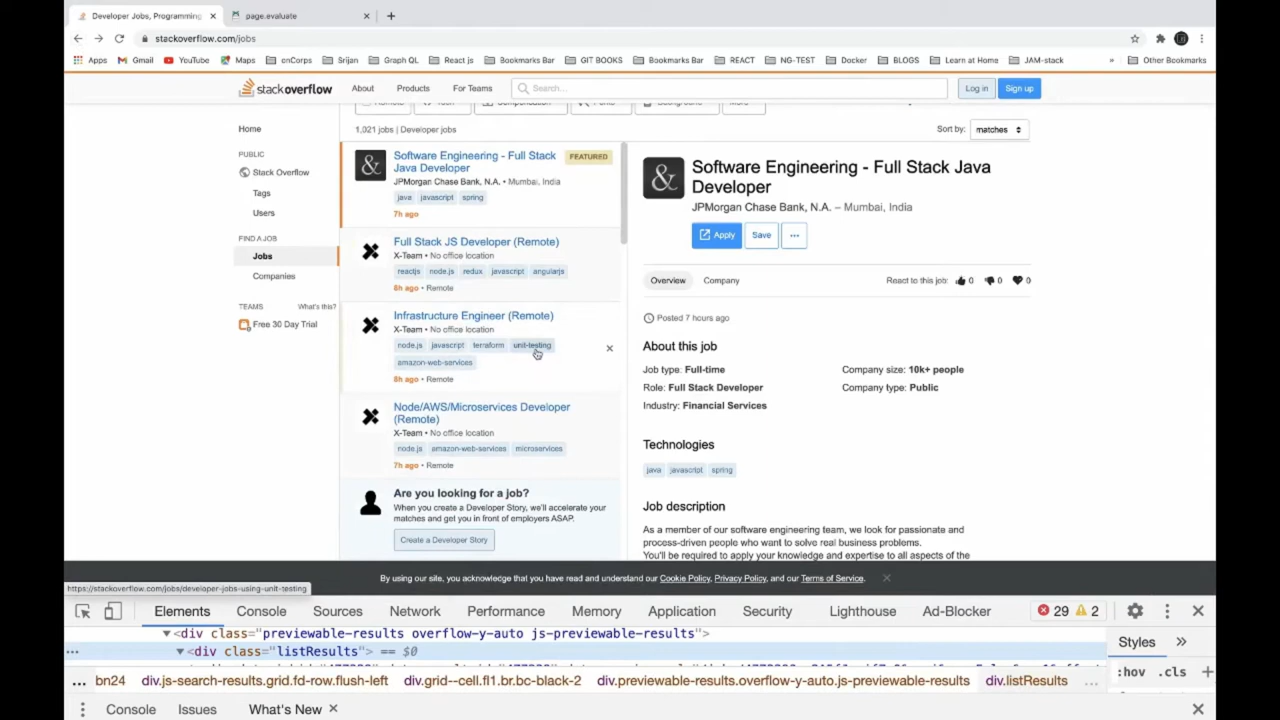 Developer Jobs, Programming
page.evaluate
stackoverflow.com/jobs
Apps Gmail YouTube Maps onCorps Srijan Graph QL React js Bookmarks Bar GIT BOOKS Bookmarks Bar REACT NG-TEST Docker BLOGS Learn at Home JAM-stack » Other Bookmarks
stackoverflow About Products For Teams Search... Log in Sign up
Home
PUBLIC
Stack Overflow
Tags
Users
FIND A JOB
Jobs
Companies
TEAMS What's this?
Free 30 Day Trial
1,021 jobs | Developer jobs
Sort by: matches
Software Engineering - Full Stack
Java Developer
FEATURED
JPMorgan Chase Bank, N.A. • Mumbai, India
java javascript spring
7h ago
Full Stack JS Developer (Remote)
X-Team • No office location
reactjs node.js redux javascript angularjs
6h ago • Remote
Infrastructure Engineer (Remote)
X-Team • No office location
node.js javascript terraform unit-testing
amazon-web-services
6h ago • Remote
Node/AWS/Microservices Developer
(Remote)
X-Team • No office location
node.js amazon-web-services microservices
7h ago • Remote
Are you looking for a job?
When you create a Developer Story, we'll accelerate your
matches and get you in front of employers ASAP.
Create a Developer Story
Software Engineering - Full Stack Java
Developer
JPMorgan Chase Bank, N.A. – Mumbai, India
Apply Save ...
Overview Company React to this job: 0 0 0
Posted 7 hours ago
About this job
Job type: Full-time Company size: 10k+ people
Role: Full Stack Developer Company type: Public
Industry: Financial Services
Technologies
java javascript spring
Job description
As a member of our software engineering team, we look for passionate and
process-driven people who want to solve real business problems.
You'll be required to apply your knowledge and expertise to all aspects of the
By using our site, you acknowledge that you have read and understand our Cookie Policy, Privacy Policy, and our Terms of Service.
https://stackoverflow.com/jobs/developer-jobs-using-unit-testing
Elements Console Sources Network Performance Memory Application Security Lighthouse Ad-Blocker 29 2
<div class="previewable-results overflow-y-auto js-previewable-results">
... <div class="listResults"> == $0
Styles »
:hov .cls +
... bn24 div.js-search-results.grid.fd-row.flush-left div.grid--cell.fl1.br.bc-black-2 div.previewable-results.overflow-y-auto.js-previewable-results div.listResults ...
Console Issues What's New